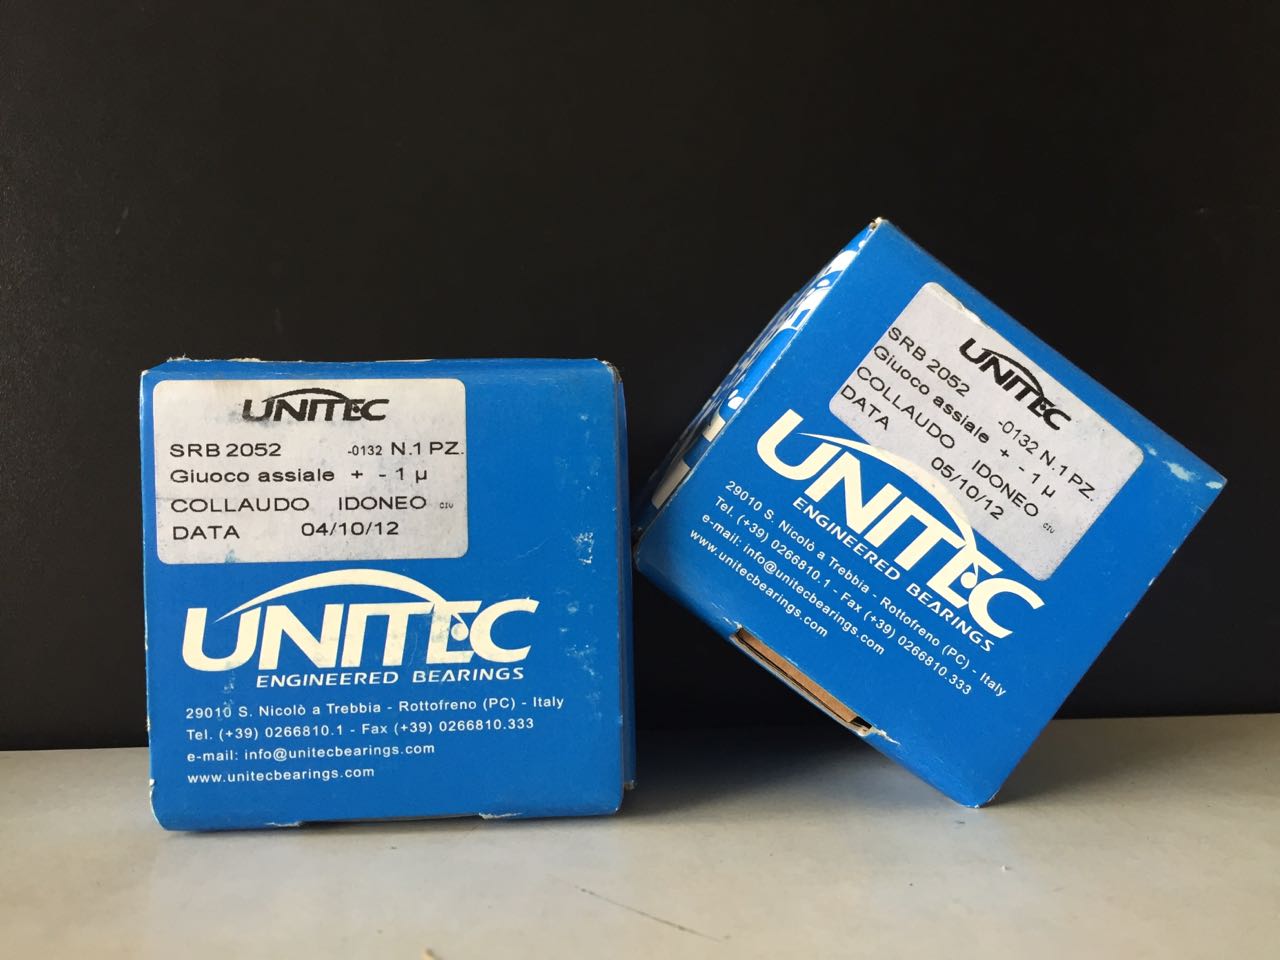 UNITEC
SRB 2052 -0132 N.1 PZ.
Giuoco assiale + - 1 µ
COLLAUDO IDONEO CIU
DATA 04/10/12
UNITEC
ENGINEERED BEARINGS
29010 S. Nicolò a Trebbia - Rottofreno (PC) - Italy
Tel. (+39) 0266810.1 - Fax (+39) 0266810.333
e-mail: info@unitecbearings.com
www.unitecbearings.com
UNITEC
SRB 2052 -0132 N.1 PZ.
Giuoco assiale + - 1 µ
COLLAUDO IDONEO CIU
DATA 05/10/12
UNITEC
ENGINEERED BEARINGS
29010 S. Nicolò a Trebbia - Rottofreno (PC) - Italy
Tel. (+39) 0266810.1 - Fax (+39) 0266810.333
e-mail: info@unitecbearings.com
www.unitecbearings.com